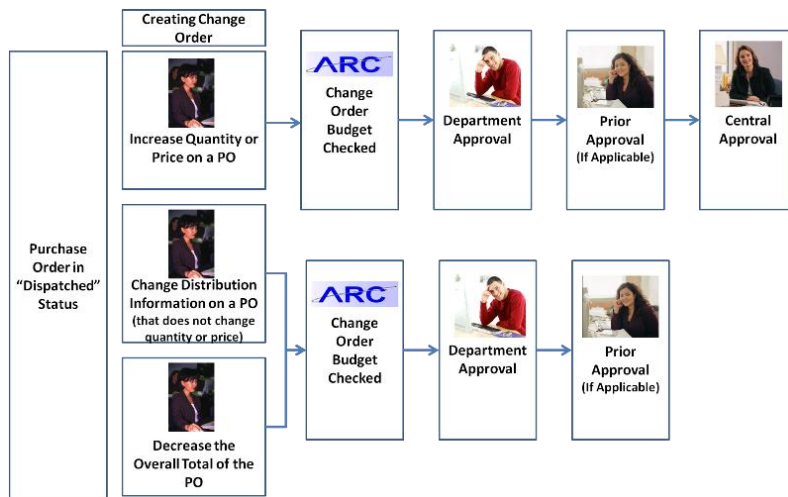 Creating Change
Order
ARC
Change
Order
Budget
Checked
Increase Quantity or
Price on a PO
Department
Approval
Prior
Approval
(If Applicable)
Central
Approval
Purchase
Order in
“Dispatched”
Status
Change Distribution
Information on a PO
(that does not change
quantity or price)
ARC
Change
Order
Budget
Checked
Department
Approval
Prior
Approval
(If Applicable)
Decrease the
Overall Total of the
PO